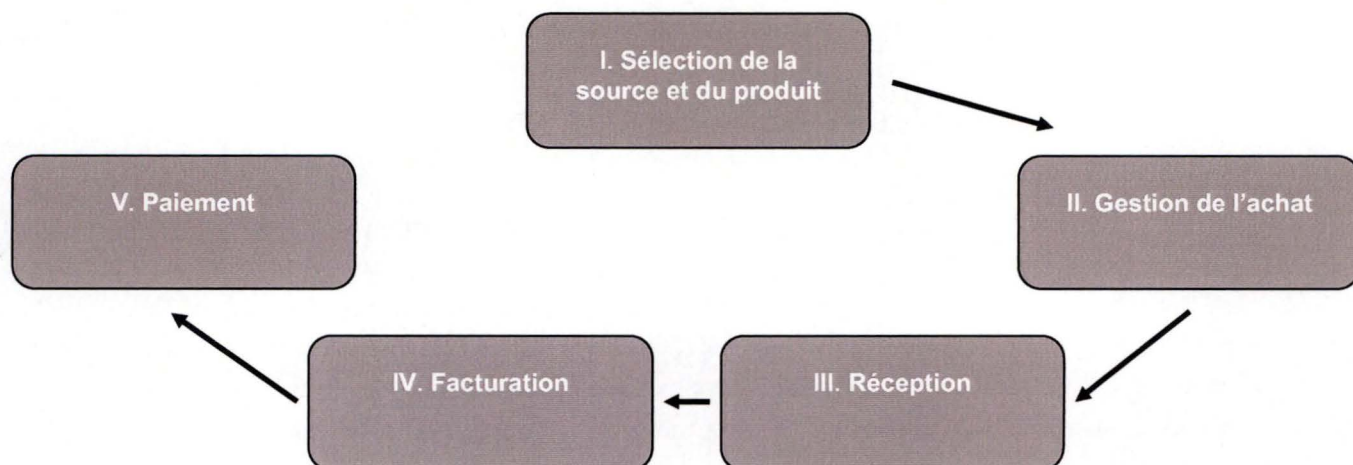 I. Sélection de la
source et du produit
II. Gestion de l'achat
III. Réception
IV. Facturation
V. Paiement